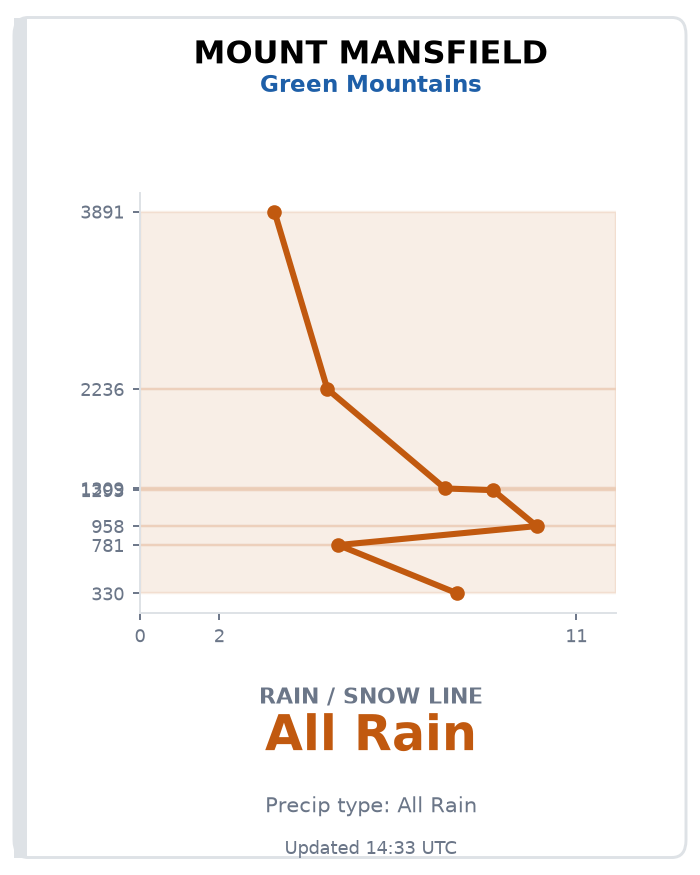 MOUNT MANSFIELD
Green Mountains
3891
2236
958
781
330
0 2 11
RAIN / SNOW LINE
All Rain
Precip type: All Rain
Updated 14:33 UTC